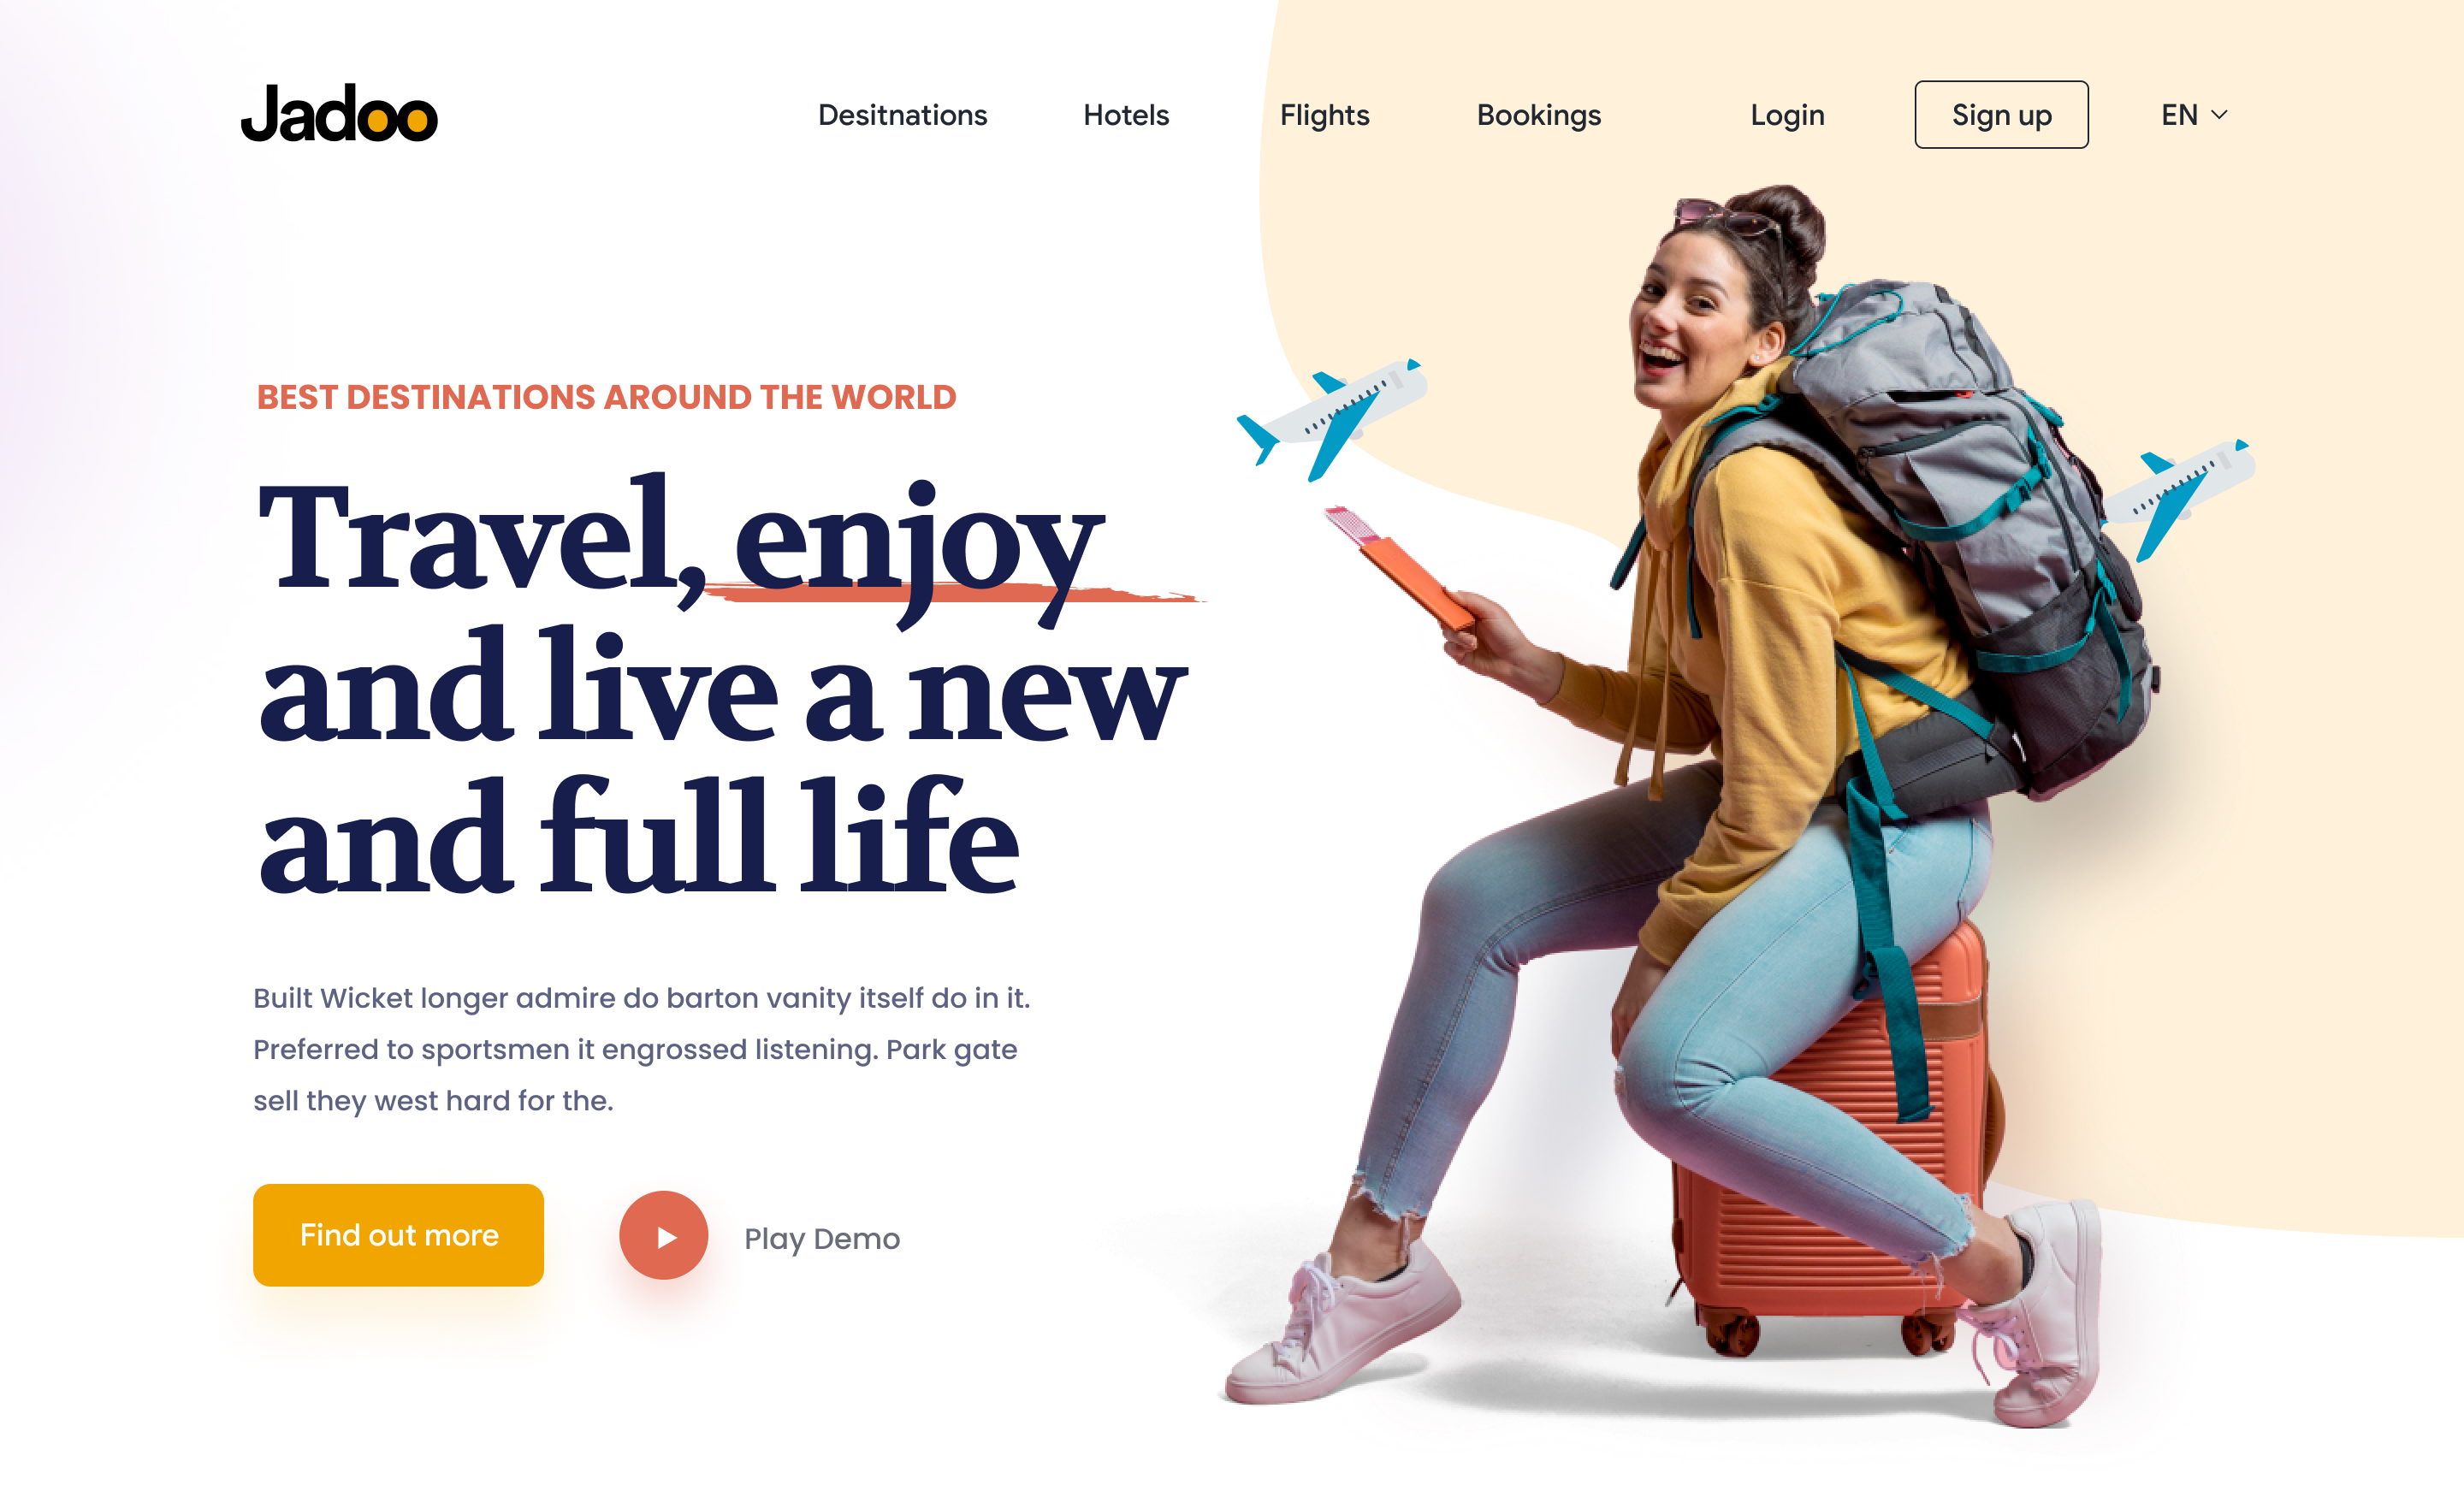 Jadoo
Desitnations Hotels Flights Bookings Login Sign up EN
BEST DESTINATIONS AROUND THE WORLD
Travel, enjoy
and live a new
and full life
Built Wicket longer admire do barton vanity itself do in it.
Preferred to sportsmen it engrossed listening. Park gate
sell they west hard for the.
Find out more
Play Demo